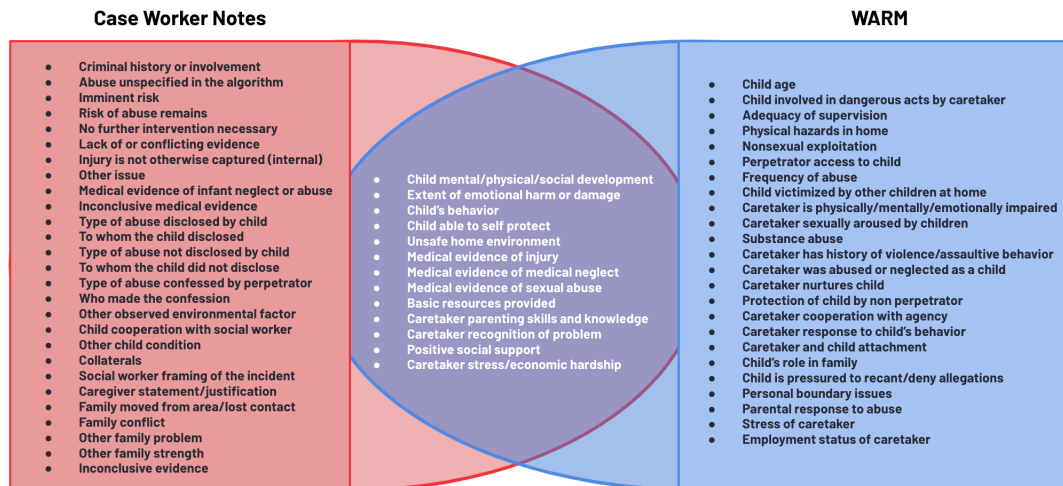 Case Worker Notes
WARM
● Criminal history or involvement
● Abuse unspecified in the algorithm
● Imminent risk
● Risk of abuse remains
● No further intervention necessary
● Lack of or conflicting evidence
● Injury is not otherwise captured (internal)
● Other issue
● Medical evidence of infant neglect or abuse
● Inconclusive medical evidence
● Type of abuse disclosed by child
● To whom the child disclosed
● Type of abuse not disclosed by child
● To whom the child did not disclose
● Type of abuse confessed by perpetrator
● Who made the confession
● Other observed environmental factor
● Child cooperation with social worker
● Other child condition
● Collaterals
● Social worker framing of the incident
● Caregiver statement/justification
● Family moved from area/lost contact
● Family conflict
● Other family problem
● Other family strength
● Inconclusive evidence
● Child mental/physical/social development
● Extent of emotional harm or damage
● Child's behavior
● Child able to self protect
● Unsafe home environment
● Medical evidence of injury
● Medical evidence of medical neglect
● Medical evidence of sexual abuse
● Basic resources provided
● Caretaker parenting skills and knowledge
● Caretaker recognition of problem
● Positive social support
● Caretaker stress/economic hardship
● Child age
● Child involved in dangerous acts by caretaker
● Adequacy of supervision
● Physical hazards in home
● Nonsexual exploitation
● Perpetrator access to child
● Frequency of abuse
● Child victimized by other children at home
● Caretaker is physically/mentally/emotionally impaired
● Caretaker sexually aroused by children
● Substance abuse
● Caretaker has history of violence/assaultive behavior
● Caretaker was abused or neglected as a child
● Caretaker nurtures child
● Protection of child by non perpetrator
● Caretaker cooperation with agency
● Caretaker response to child's behavior
● Caretaker and child attachment
● Child's role in family
● Child is pressured to recant/deny allegations
● Personal boundary issues
● Parental response to abuse
● Stress of caretaker
● Employment status of caretaker